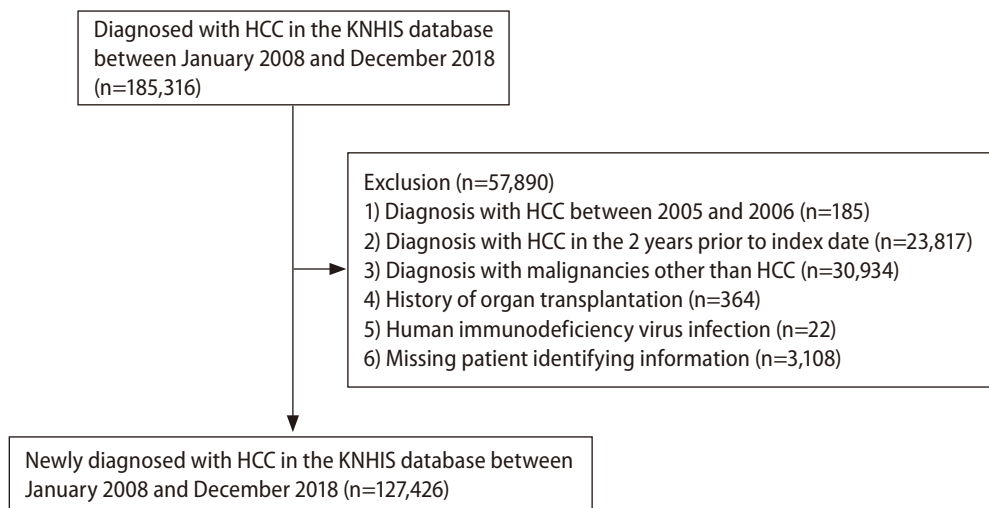 Diagnosed with HCC in the KNHIS database
between January 2008 and December 2018
(n=185,316)
Exclusion (n=57,890)
1) Diagnosis with HCC between 2005 and 2006 (n=185)
2) Diagnosis with HCC in the 2 years prior to index date (n=23,817)
3) Diagnosis with malignancies other than HCC (n=30,934)
4) History of organ transplantation (n=364)
5) Human immunodeficiency virus infection (n=22)
6) Missing patient identifying information (n=3,108)
Newly diagnosed with HCC in the KNHIS database between
January 2008 and December 2018 (n=127,426)